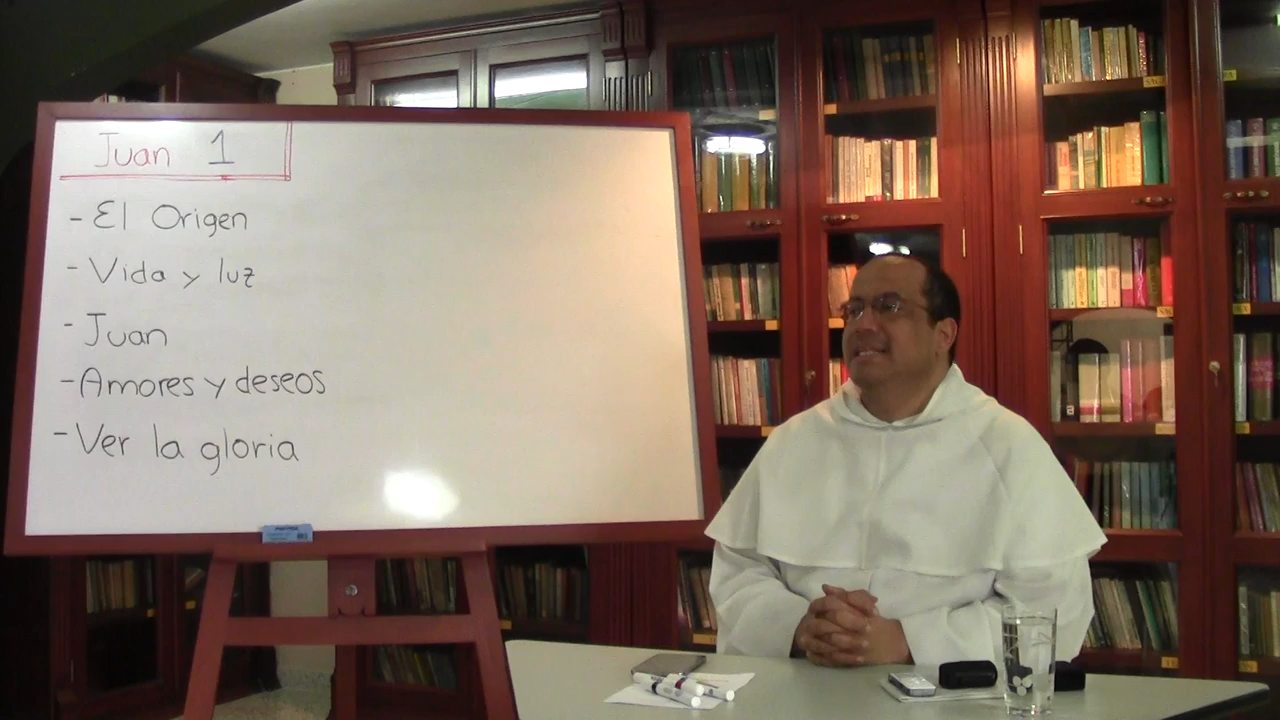 Juan 1
- El Origen
- Vida y luz
- Juan
- Amores y deseos
- Ver la gloria